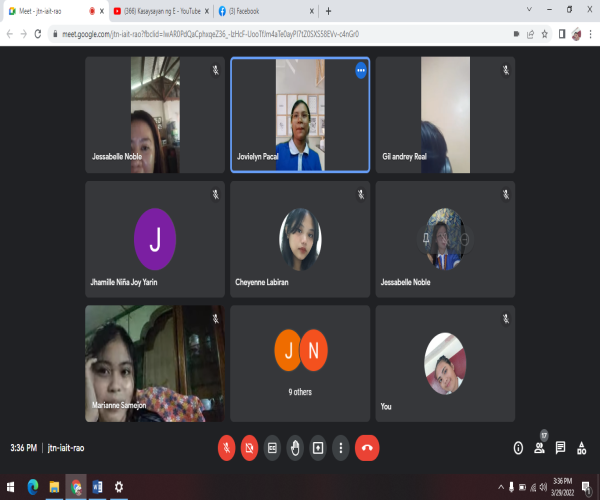 Meet - jtn-iait-rao
(366) Kasaysayan ng E - YouTube
(3) Facebook
meet.google.com/jtn-iait-rao?fbclid=IwAR0PdQaCphxqeZ36_-IzHcF-UooTfJm4aTe0ayPl7tZ0SXS58EVv-c4nGr0
Jessabelle Noble
Jovielyn Pacal
Gil andrey Real
J
Jhamille Niña Joy Yarin
Cheyenne Labiran
Jessabelle Noble
Marianne Samejon
J N
9 others
You
3:36 PM | jtn-iait-rao
17
3:36 PM
3/29/2022